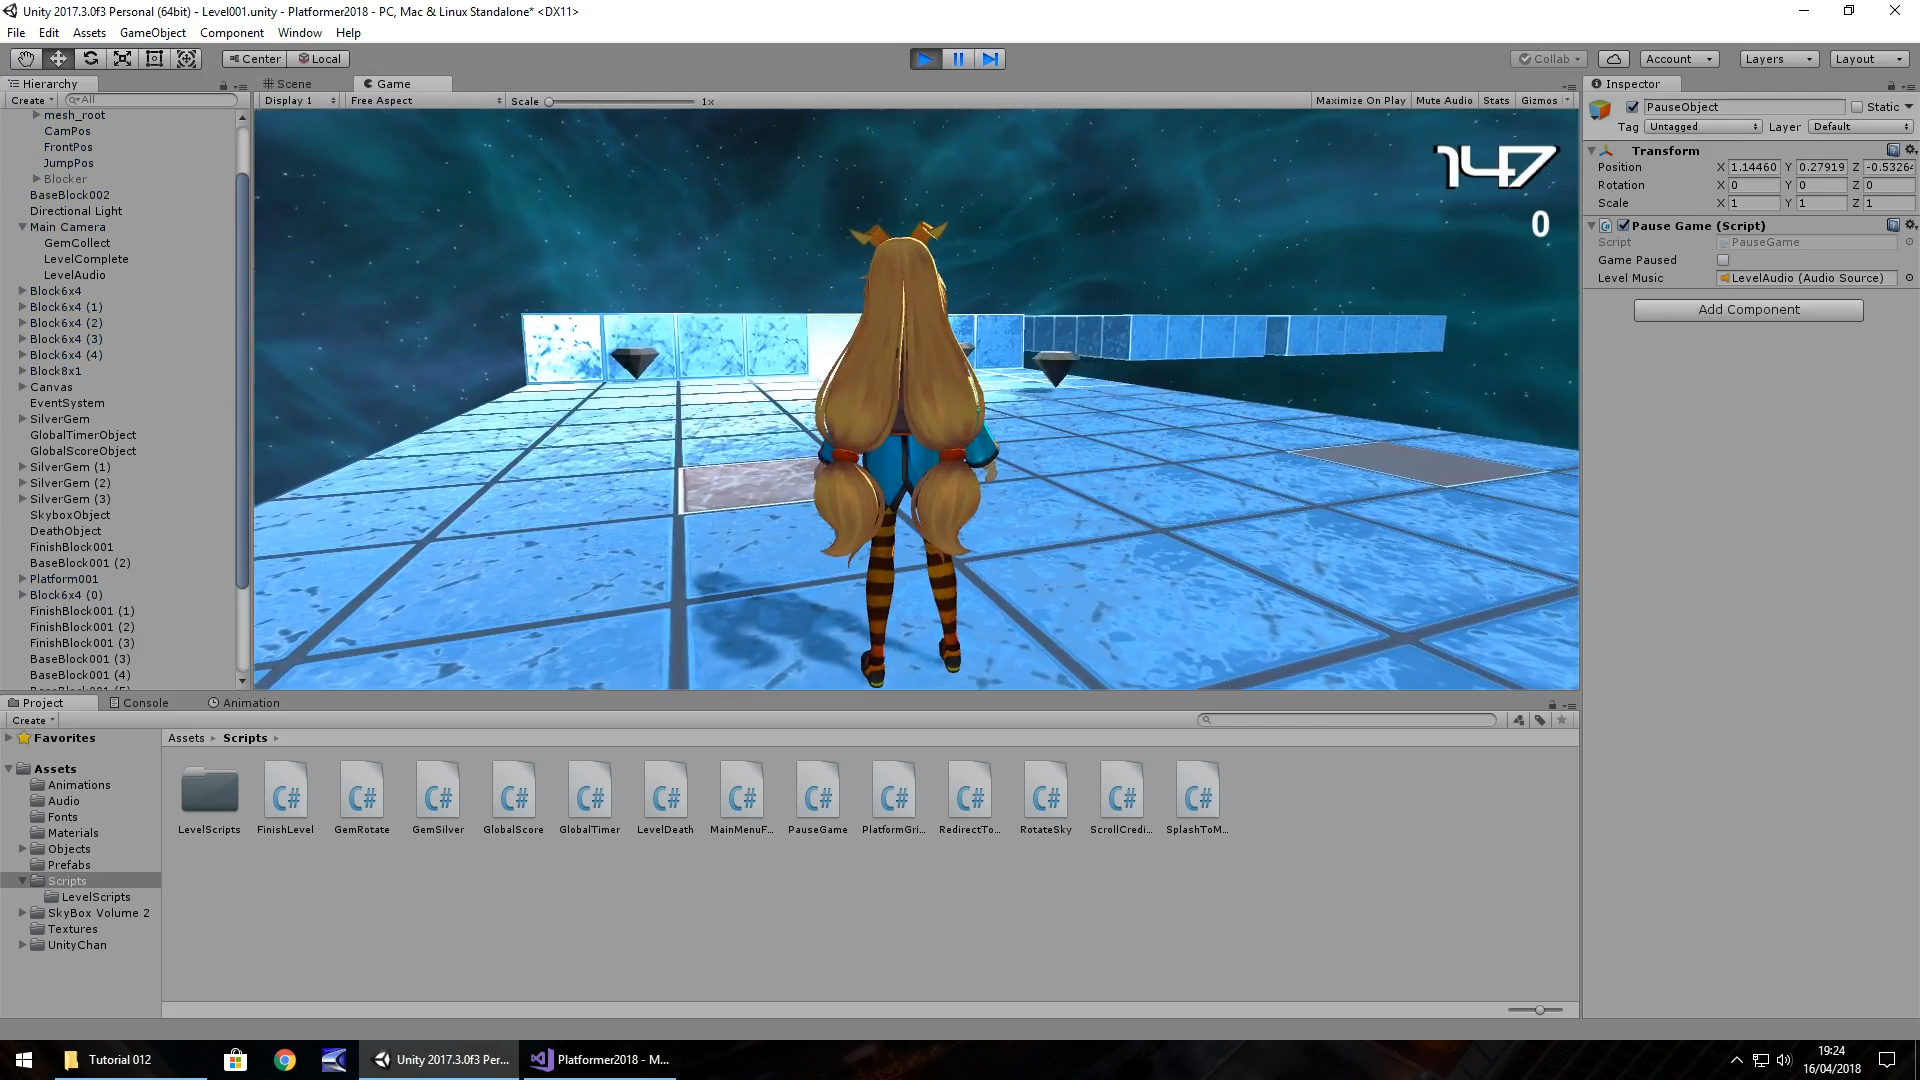 Unity 2017.3.0f3 Personal (64bit) - Level001.unity - Platformer2018 - PC, Mac & Linux Standalone* <DX11>
File Edit Assets GameObject Component Window Help
Center Local Collab Account Layers Layout
Hierarchy
Create All
mesh_root
CamPos
FrontPos
JumpPos
Blocker
BaseBlock002
Directional Light
Main Camera
GemCollect
LevelComplete
LevelAudio
Block6x4
Block6x4 (1)
Block6x4 (2)
Block6x4 (3)
Block6x4 (4)
Block8x1
Canvas
EventSystem
SilverGem
GlobalTimerObject
GlobalScoreObject
SilverGem (1)
SilverGem (2)
SilverGem (3)
SkyboxObject
DeathObject
FinishBlock001
BaseBlock001 (2)
Platform001
Block6x4 (0)
FinishBlock001 (1)
FinishBlock001 (2)
FinishBlock001 (3)
BaseBlock001 (3)
BaseBlock001 (4)
Scene Game
Display 1 Free Aspect Scale 1x Maximize On Play Mute Audio Stats Gizmos
147
0
Inspector
PauseObject Static
Tag Untagged Layer Default
Transform
Position X 1.14460 Y 0.27919 Z -0.5326
Rotation X 0 Y 0 Z 0
Scale X 1 Y 1 Z 1
Pause Game (Script)
Script PauseGame
Game Paused
Level Music LevelAudio (Audio Source)
Add Component
Project Console Animation
Create
Favorites
Assets
Animations
Audio
Fonts
Materials
Objects
Prefabs
Scripts
LevelScripts
SkyBox Volume 2
Textures
UnityChan
Assets Scripts
C# C# C# C# C# C# C# C# C# C# C# C# C#
LevelScripts FinishLevel GemRotate GemSilver GlobalScore GlobalTimer LevelDeath MainMenuF... PauseGame PlatformGri... RedirectTo... RotateSky ScrollCredi... SplashToM...
Tutorial 012 Unity 2017.3.0f3 Per... Platformer2018 - M...
19:24
16/04/2018